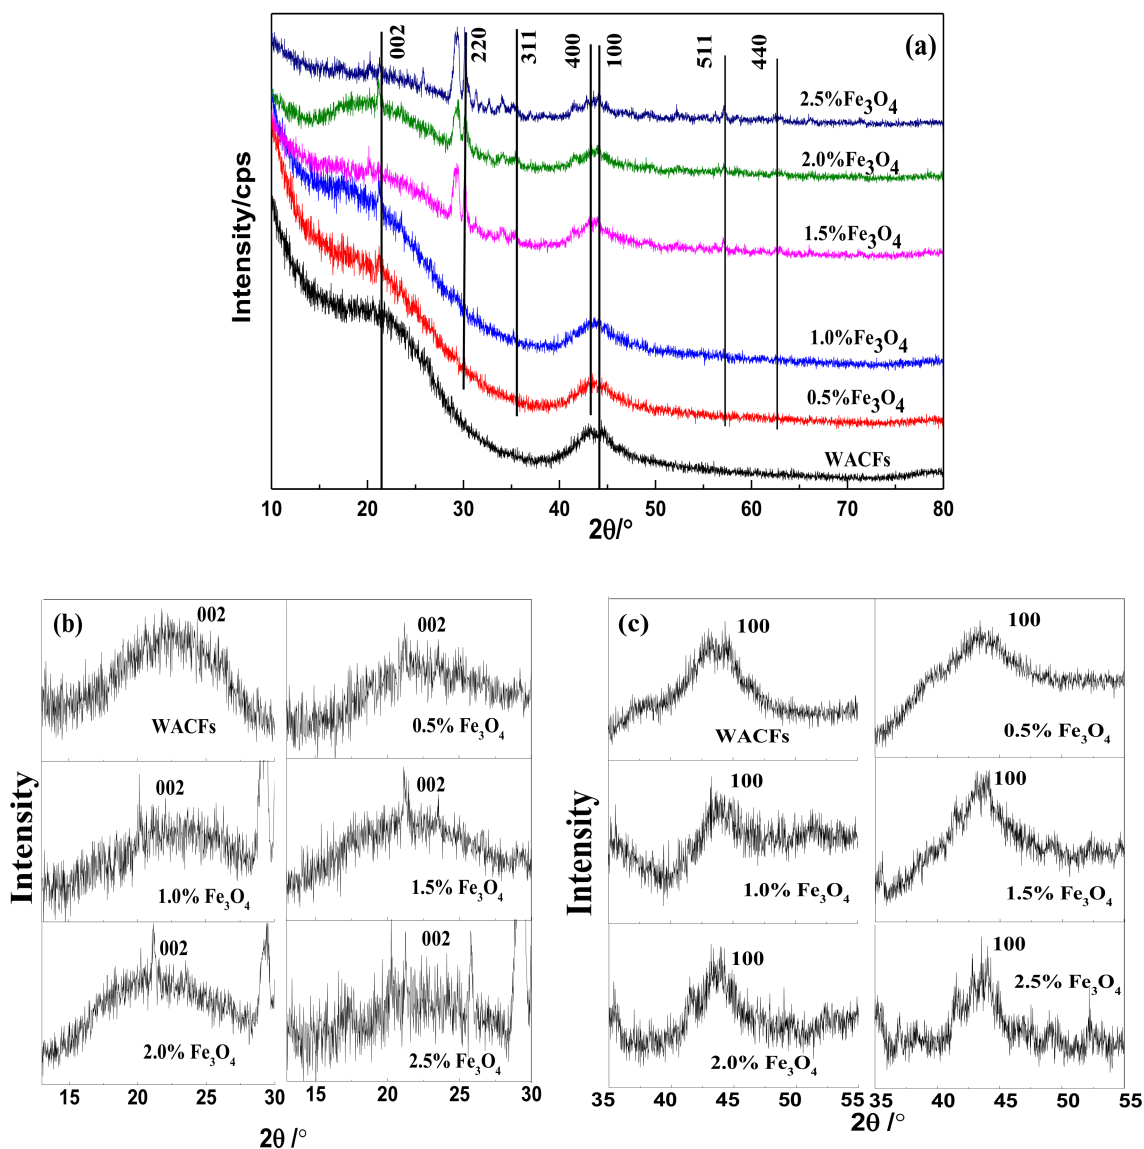 (a)
002
220
311
400
100
511
440
2.5%Fe3O4
2.0%Fe3O4
1.5%Fe3O4
1.0%Fe3O4
0.5%Fe3O4
WACFs
Intensity/cps
10 20 30 40 50 60 70 80
2θ/°
(b)
002
WACFs
002
0.5% Fe3O4
002
1.0% Fe3O4
002
1.5% Fe3O4
002
2.0% Fe3O4
002
2.5% Fe3O4
Intensity
15 20 25 30 15 20 25 30
2θ /°
(c)
100
WACFs
100
0.5% Fe3O4
100
1.0% Fe3O4
100
1.5% Fe3O4
100
2.0% Fe3O4
100
2.5% Fe3O4
Intensity
35 40 45 50 55 35 40 45 50 55
2θ /°